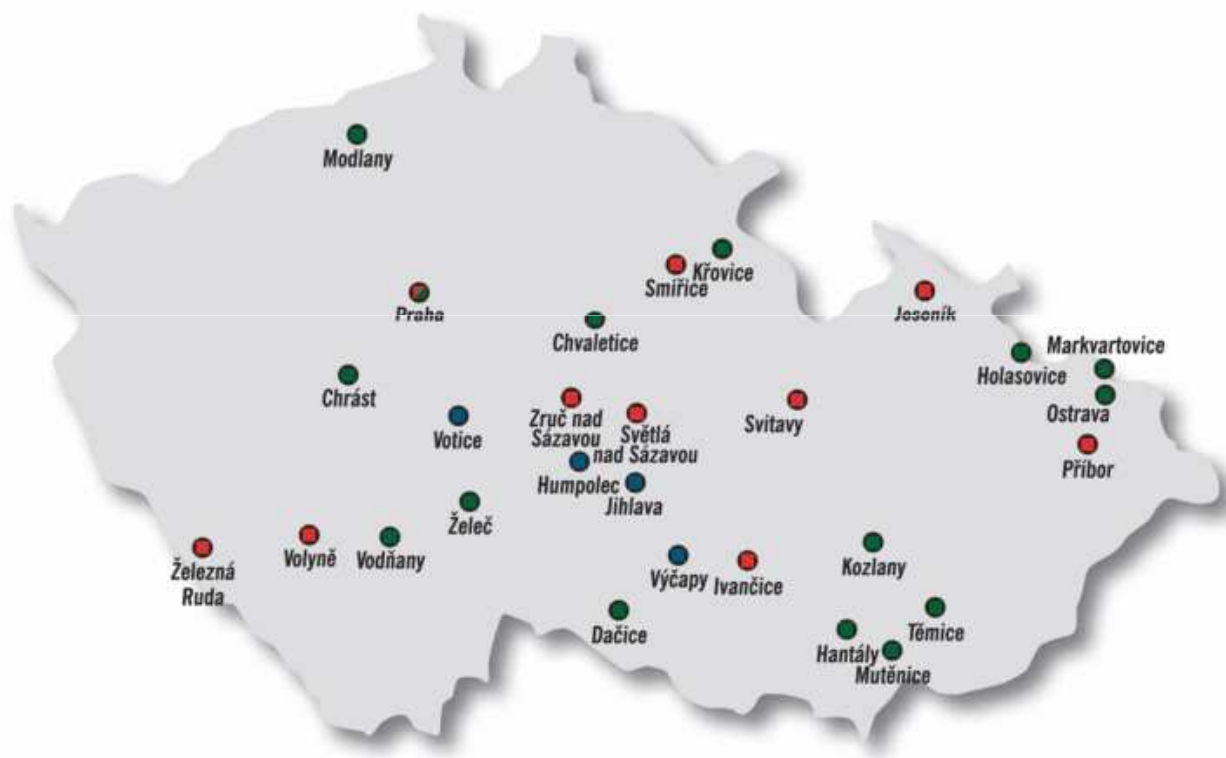 Modlany
Křovice
Smiřice
Praha
Jeseník
Chvaletice
Markvartovice
Holasovice
Chrást
Ostrava
Votice
Zruč nad
Sázavou
Světlá
nad Sázavou
Svitavy
Příbor
Humpolec
Jihlava
Želeč
Železná
Ruda
Volyně
Vodňany
Výčapy
Ivančice
Kozlany
Dačice
Hantály
Těmice
Mutěnice